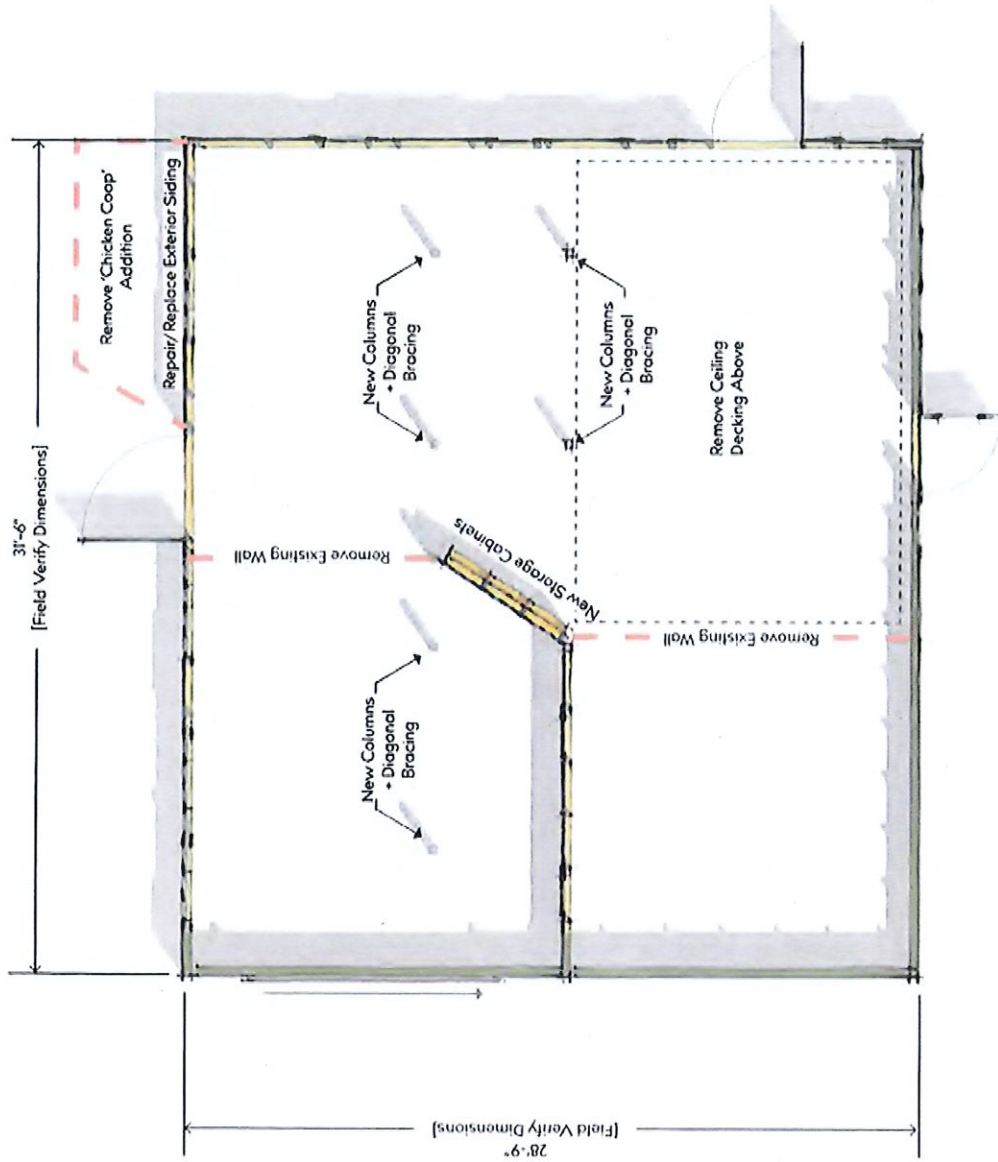 31'-6"
[Field Verify Dimensions]
Remove 'Chicken Coop'
Addition
Repair/Replace Exterior Siding
New Columns
+ Diagonal
Bracing
New Columns
+ Diagonal
Bracing
Remove Existing Wall
New Storage Cabinets
New Columns
+ Diagonal
Bracing
Remove Ceiling
Decking Above
Remove Existing Wall
28'-9"
[Field Verify Dimensions]